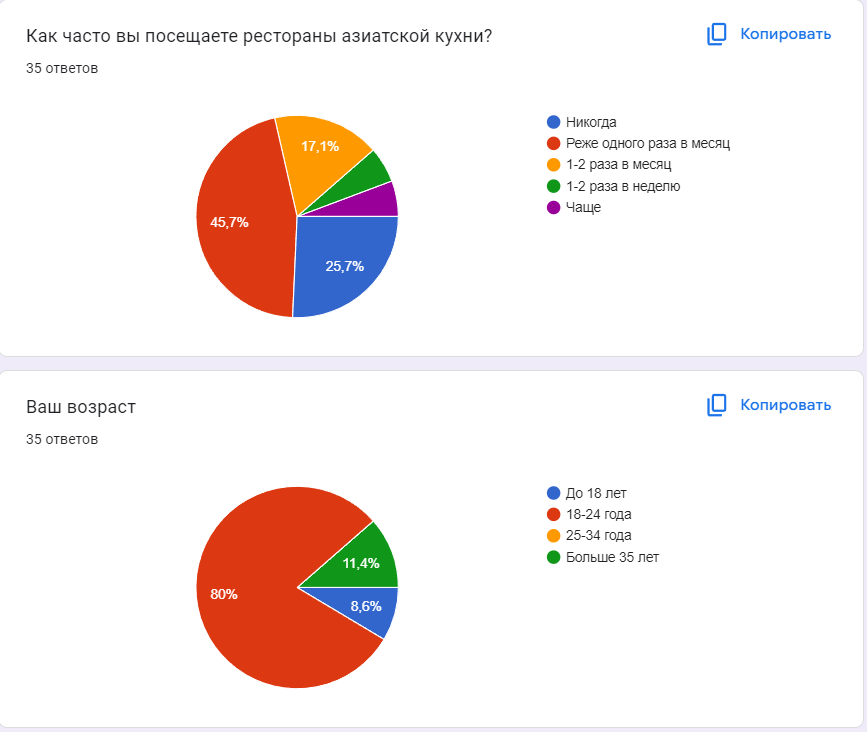 Как часто вы посещаете рестораны азиатской кухни?
Копировать
35 ответов
Никогда
Реже одного раза в месяц
1-2 раза в месяц
1-2 раза в неделю
Чаще
17,1%
45,7%
25,7%
Ваш возраст
Копировать
35 ответов
До 18 лет
18-24 года
25-34 года
Больше 35 лет
11,4%
80%
8,6%